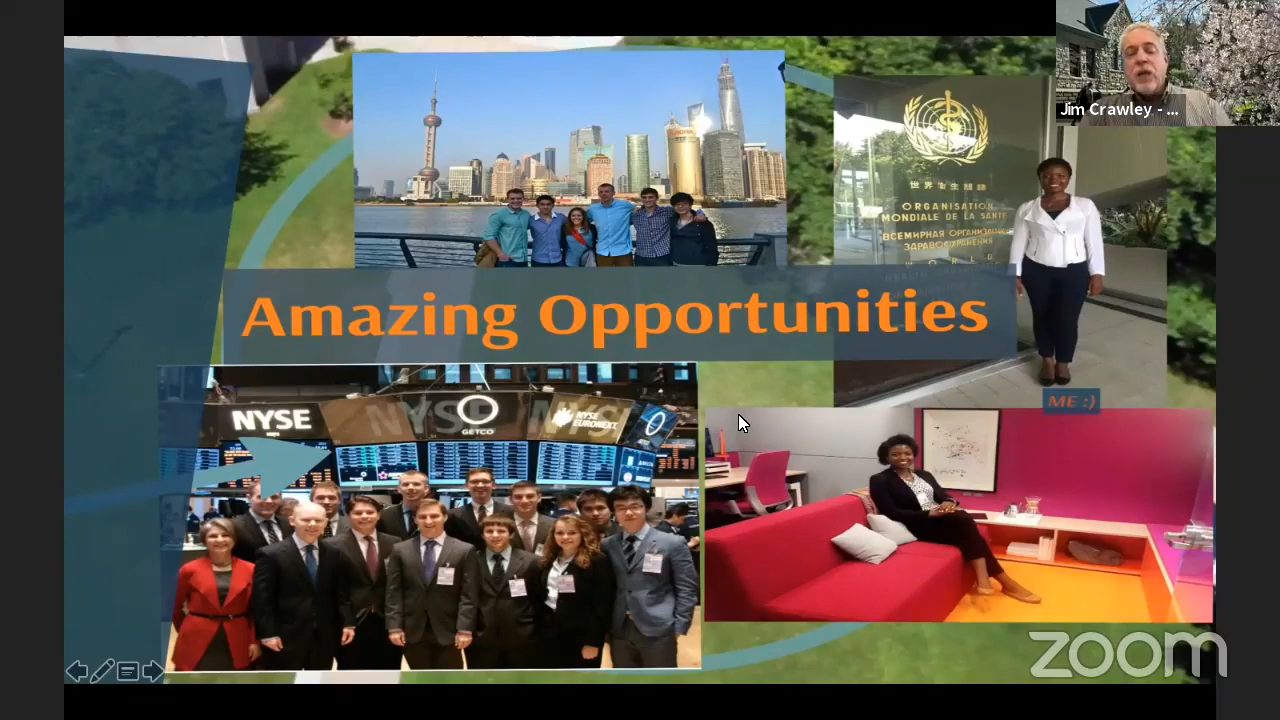 Jim Crawley - ...
世界衛生組織
ORGANISATION
MONDIALE DE LA SANTÉ
ВСЕМИРНАЯ ОРГАНИЗАЦИЯ
ЗДРАВООХРАНЕНИЯ
WORLD
Amazing Opportunities
ME :)
NYSE
GETCO
NYSE
EURONEXT
zoom